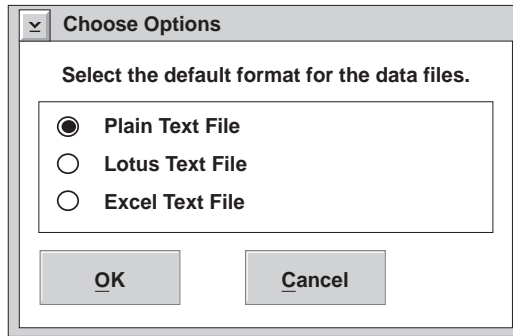 Choose Options
Select the default format for the data files.
Plain Text File
Lotus Text File
Excel Text File
OK
Cancel